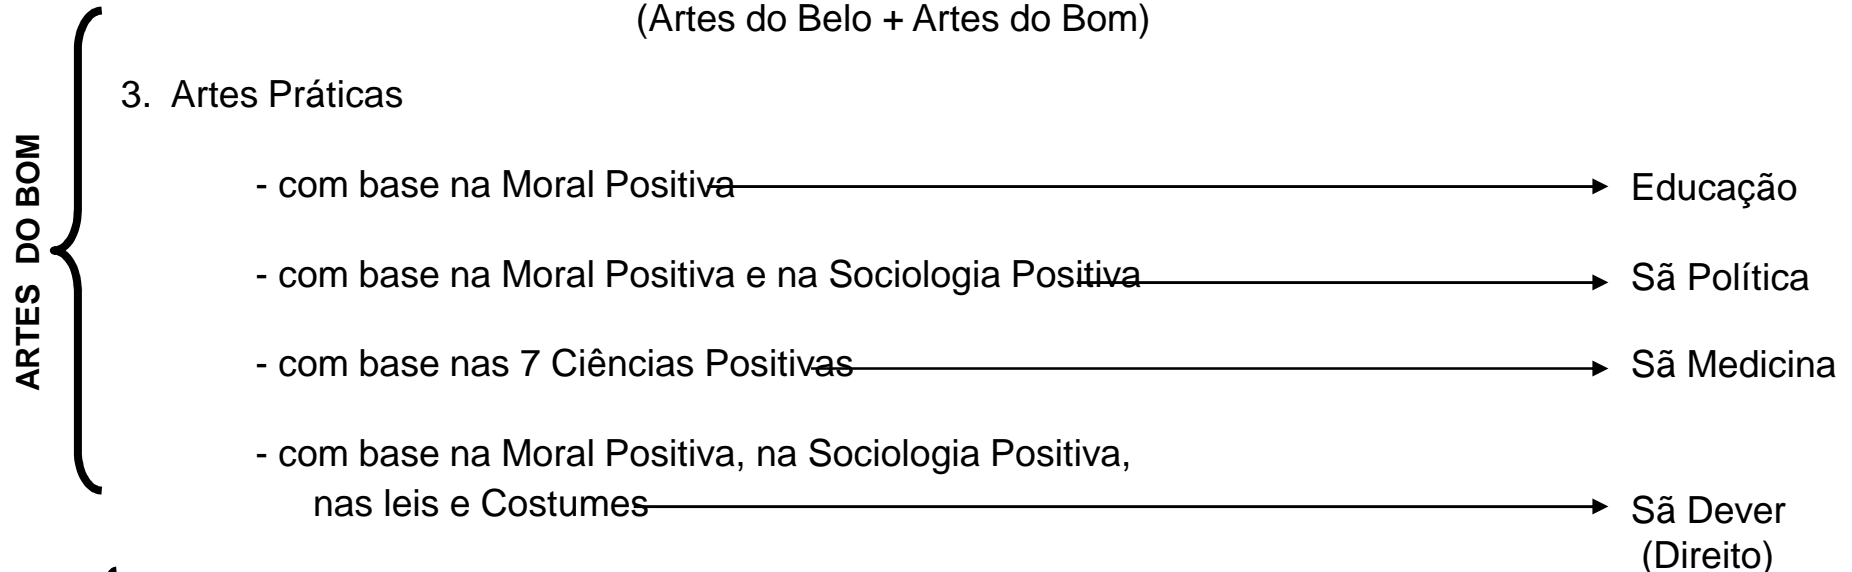 (Artes do Belo + Artes do Bom)
3. Artes Práticas
ARTES DO BOM
- com base na Moral Positiva Educação
- com base na Moral Positiva e na Sociologia Positiva Sã Política
- com base nas 7 Ciências Positivas Sã Medicina
- com base na Moral Positiva, na Sociologia Positiva,
nas leis e Costumes Sã Dever
(Direito)